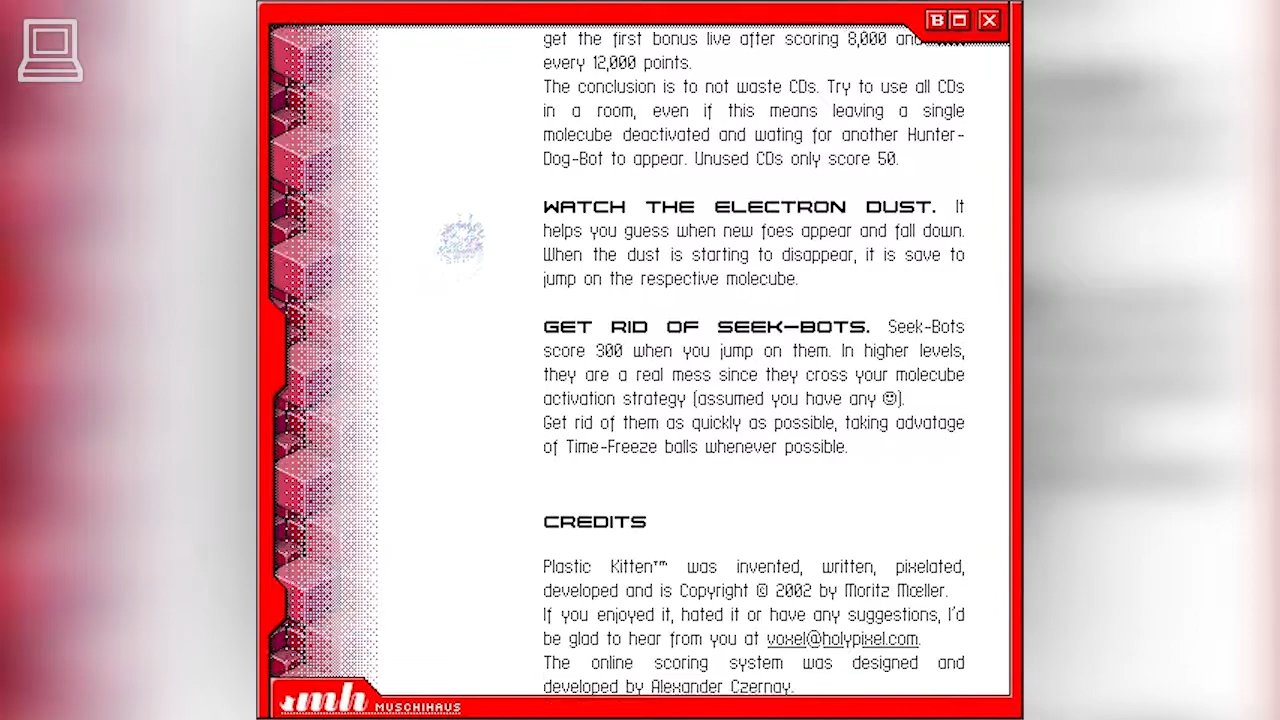 B
X
get the first bonus live after scoring 8,000 and
every 12,000 points.
The conclusion is to not waste CDs. Try to use all CDs
in a room, even if this means leaving a single
molecube deactivated and wating for another Hunter-
Dog-Bot to appear. Unused CDs only score 50.
WATCH THE ELECTRON DUST. It
helps you guess when new foes appear and fall down.
When the dust is starting to disappear, it is save to
jump on the respective molecube.
GET RID OF SEEK-BOTS. Seek-Bots
score 300 when you jump on them. In higher levels,
they are a real mess since they cross your molecube
activation strategy (assumed you have any ☺).
Get rid of them as quickly as possible, taking advatage
of Time-Freeze balls whenever possible.
CREDITS
Plastic Kitten™ was invented, written, pixelated,
developed and is Copyright © 2002 by Moritz Mœller.
If you enjoyed it, hated it or have any suggestions, I'd
be glad to hear from you at voxel@holypixel.com.
The online scoring system was designed and
developed by Alexander Czernay.
mh MUSCHIHAUS